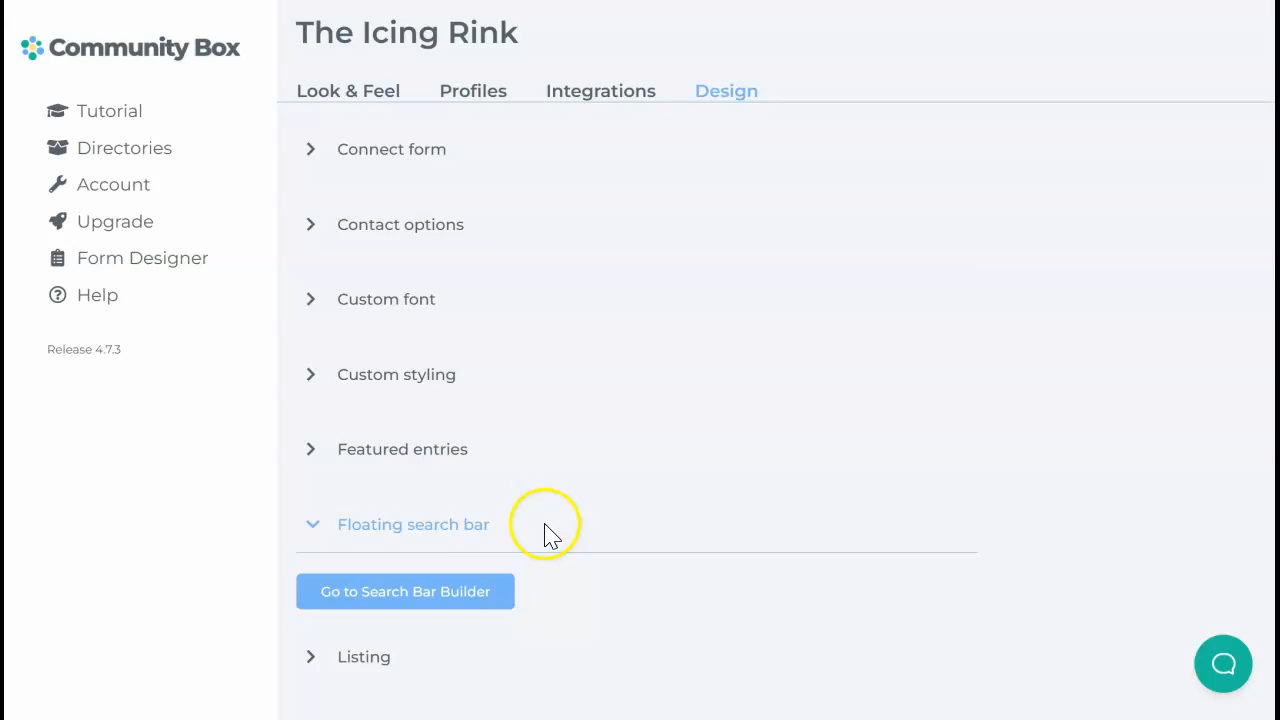 Community Box
Tutorial
Directories
Account
Upgrade
Form Designer
Help
Release 4.7.3
The Icing Rink
Look & Feel Profiles Integrations Design
Connect form
Contact options
Custom font
Custom styling
Featured entries
Floating search bar
Go to Search Bar Builder
Listing